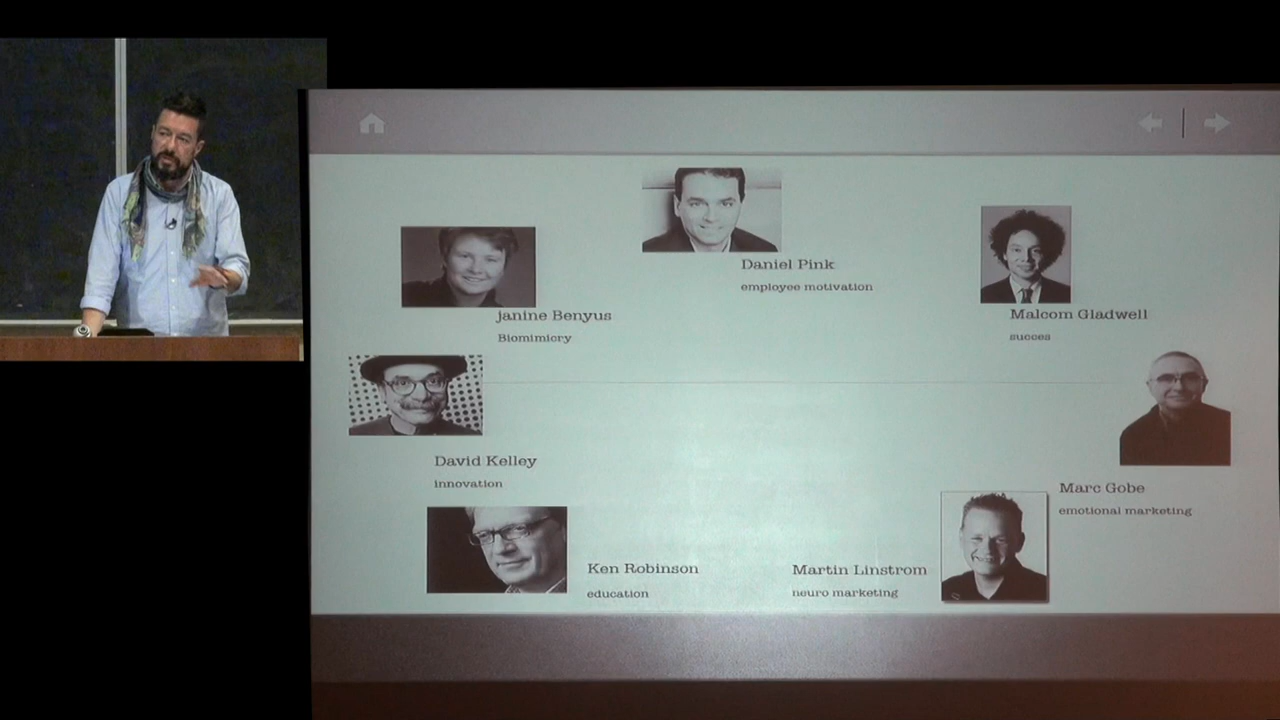 Daniel Pink
employee motivation
janine Benyus
Biomimicry
Malcom Gladwell
succes
David Kelley
innovation
Marc Gobe
emotional marketing
Ken Robinson
education
Martin Linstrom
neuro marketing